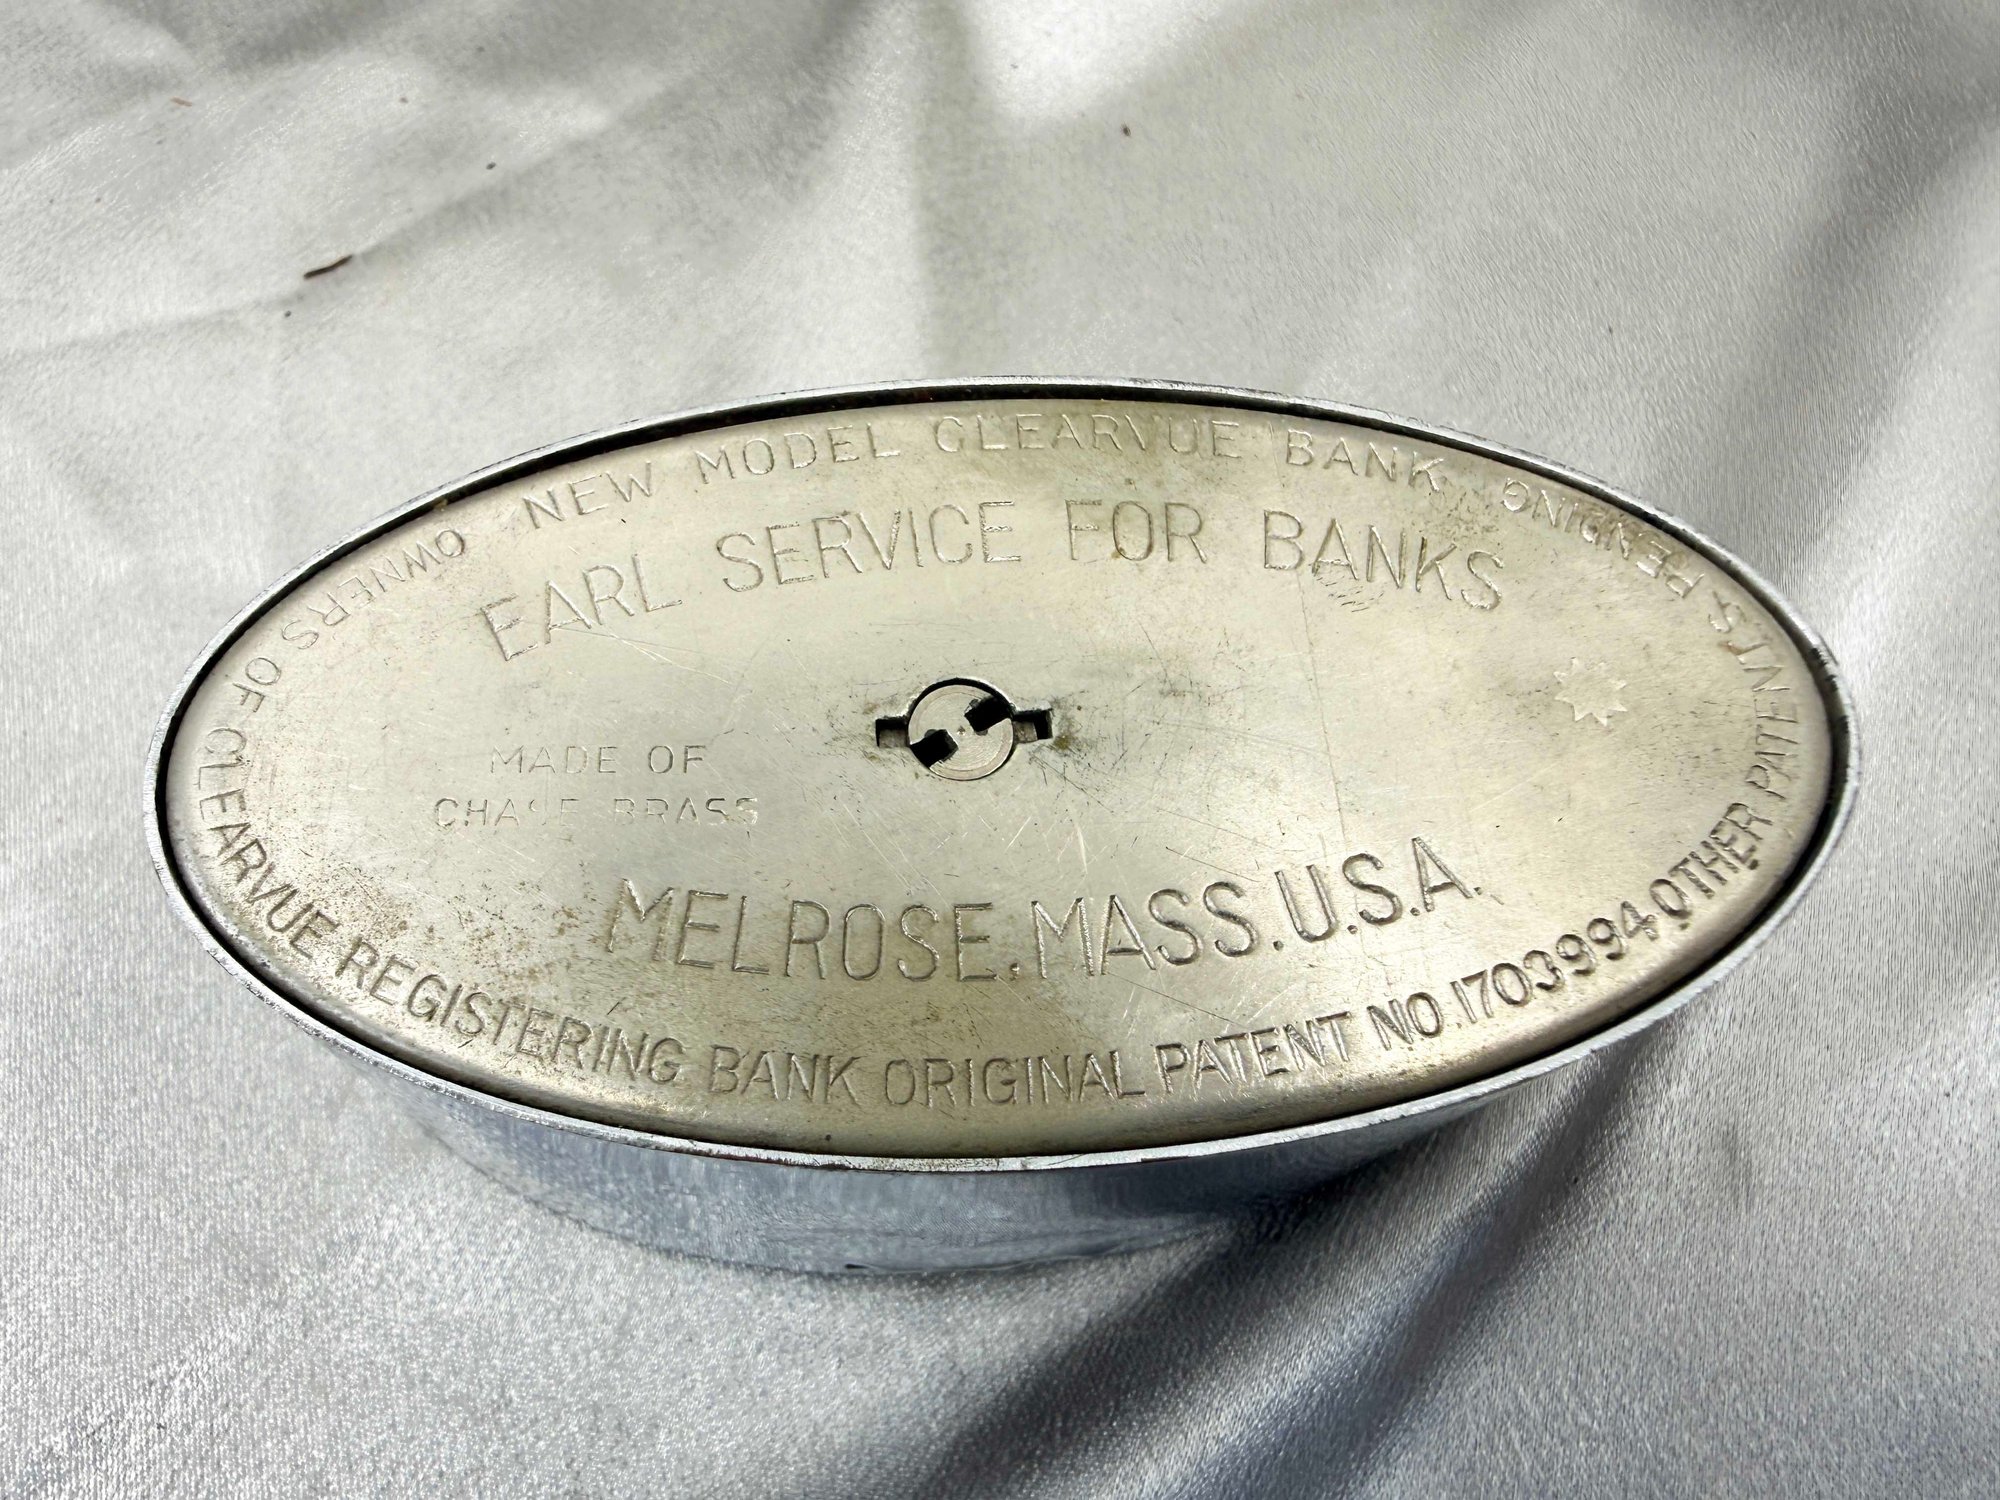 NEW MODEL CLEARVUE BANK
EARL SERVICE FOR BANKS
MADE OF
CHASE BRASS
MELROSE. MASS. U.S.A.
OWNERS OF CLEARVUE REGISTERING BANK ORIGINAL PATENT NO. 1703994 OTHER PATENTS PENDING